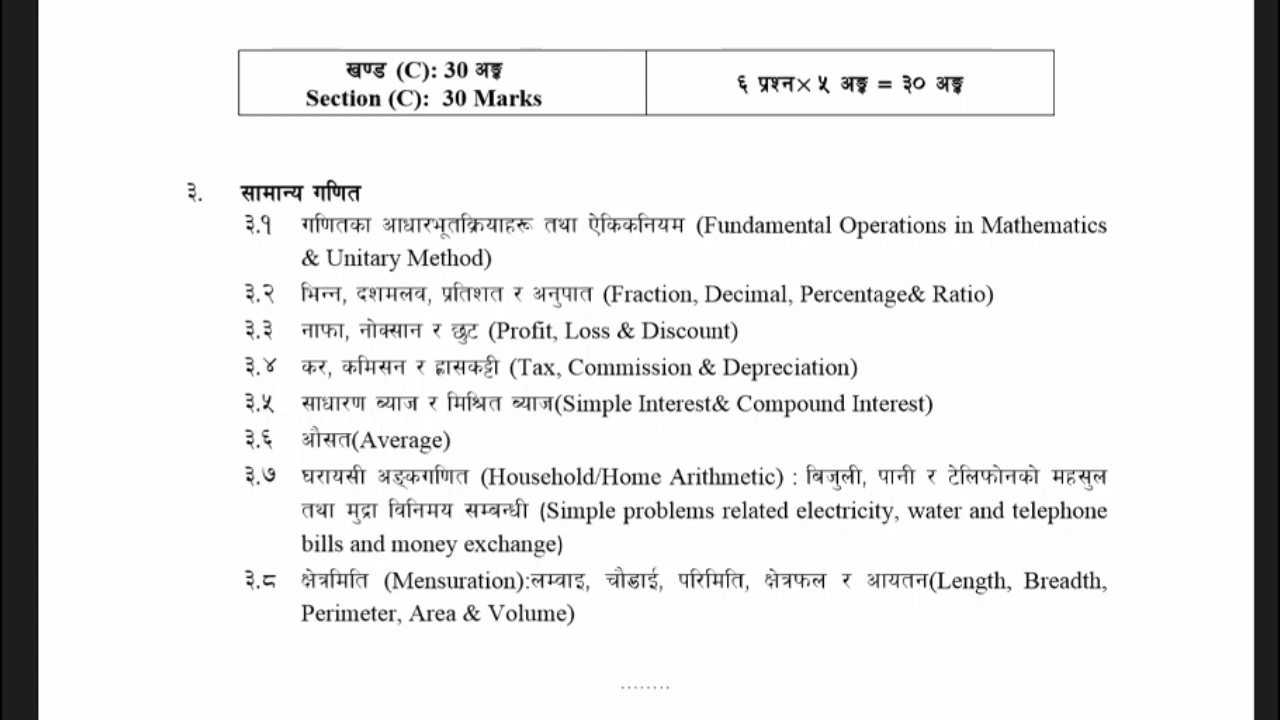 खण्ड (C): 30 अङ्क
Section (C): 30 Marks
६ प्रश्न× ५ अङ्क = ३० अङ्क
३. सामान्य गणित
३.१ गणितका आधारभूतक्रियाहरू तथा ऐकिकनियम (Fundamental Operations in Mathematics
& Unitary Method)
३.२ भिन्न, दशमलव, प्रतिशत र अनुपात (Fraction, Decimal, Percentage& Ratio)
३.३ नाफा, नोक्सान र छुट (Profit, Loss & Discount)
३.४ कर, कमिसन र ह्रासकट्टी (Tax, Commission & Depreciation)
३.५ साधारण ब्याज र मिश्रित ब्याज(Simple Interest& Compound Interest)
३.६ औसत(Average)
३.७ घरायसी अङ्कगणित (Household/Home Arithmetic) : बिजुली, पानी र टेलिफोनको महसुल
तथा मुद्रा विनिमय सम्बन्धी (Simple problems related electricity, water and telephone
bills and money exchange)
३.८ क्षेत्रमिति (Mensuration):लम्वाइ, चौडाई, परिमिति, क्षेत्रफल र आयतन(Length, Breadth,
Perimeter, Area & Volume)
........